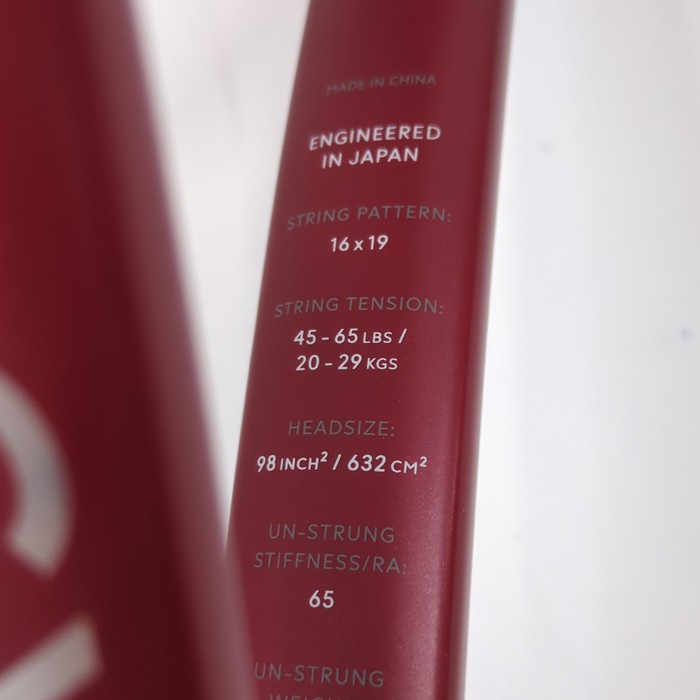 MADE IN CHINA
ENGINEERED
IN JAPAN
STRING PATTERN:
16 x 19
STRING TENSION:
45 - 65 LBS /
20 - 29 KGS
HEADSIZE:
98 INCH² / 632 CM²
UN-STRUNG
STIFFNESS/RA:
65
UN-STRUNG